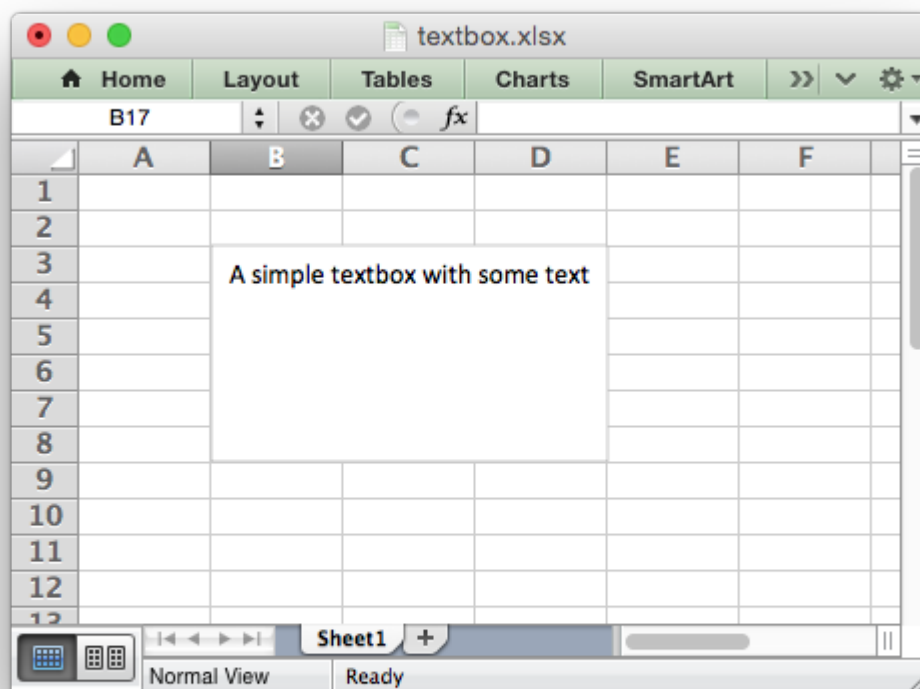 textbox.xlsx
Home Layout Tables Charts SmartArt
B17 fx
A B C D E F
1
2
3 A simple textbox with some text
4
5
6
7
8
9
10
11
12
13
Sheet1 +
Normal View Ready